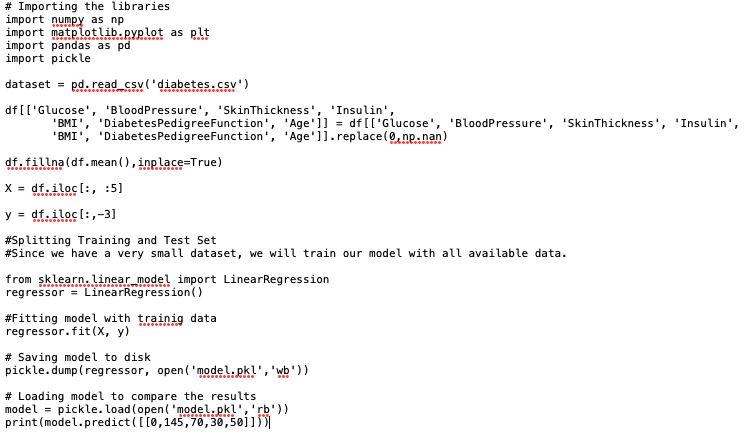 # Importing the libraries
import numpy as np
import matplotlib.pyplot as plt
import pandas as pd
import pickle
dataset = pd.read_csv('diabetes.csv')
df[['Glucose', 'BloodPressure', 'SkinThickness', 'Insulin',
'BMI', 'DiabetesPedigreeFunction', 'Age']] = df[['Glucose', 'BloodPressure', 'SkinThickness', 'Insulin',
'BMI', 'DiabetesPedigreeFunction', 'Age']].replace(0,np.nan)
df.fillna(df.mean(),inplace=True)
X = df.iloc[:, :5]
y = df.iloc[:,-3]
#Splitting Training and Test Set
#Since we have a very small dataset, we will train our model with all available data.
from sklearn.linear_model import LinearRegression
regressor = LinearRegression()
#Fitting model with trainig data
regressor.fit(X, y)
# Saving model to disk
pickle.dump(regressor, open('model.pkl','wb'))
# Loading model to compare the results
model = pickle.load(open('model.pkl','rb'))
print(model.predict([[0,145,70,30,50]]))